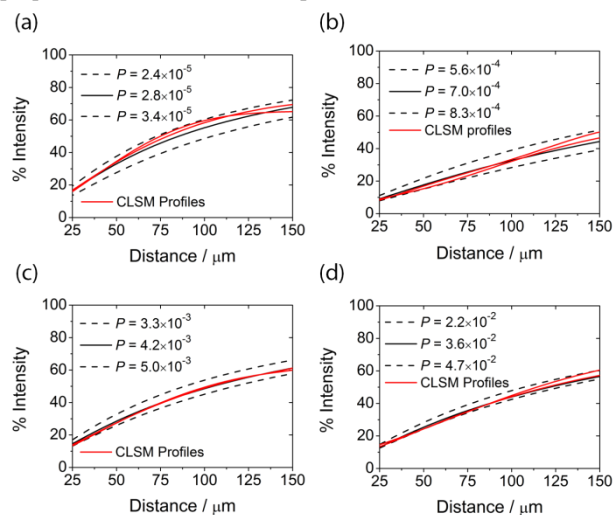 (a)
P = 2.4×10⁻⁵
P = 2.8×10⁻⁵
P = 3.4×10⁻⁵
CLSM Profiles
% Intensity
100
80
60
40
20
0
25 50 75 100 125 150
Distance / μm
(b)
P = 5.6×10⁻⁴
P = 7.0×10⁻⁴
P = 8.3×10⁻⁴
CLSM profiles
% Intensity
100
80
60
40
20
0
25 50 75 100 125 150
Distance / μm
(c)
P = 3.3×10⁻³
P = 4.2×10⁻³
P = 5.0×10⁻³
CLSM Profiles
% Intensity
100
80
60
40
20
0
25 50 75 100 125 150
Distance / μm
(d)
P = 2.2×10⁻²
P = 3.6×10⁻²
P = 4.7×10⁻²
CLSM Profiles
% Intensity
100
80
60
40
20
0
25 50 75 100 125 150
Distance / μm